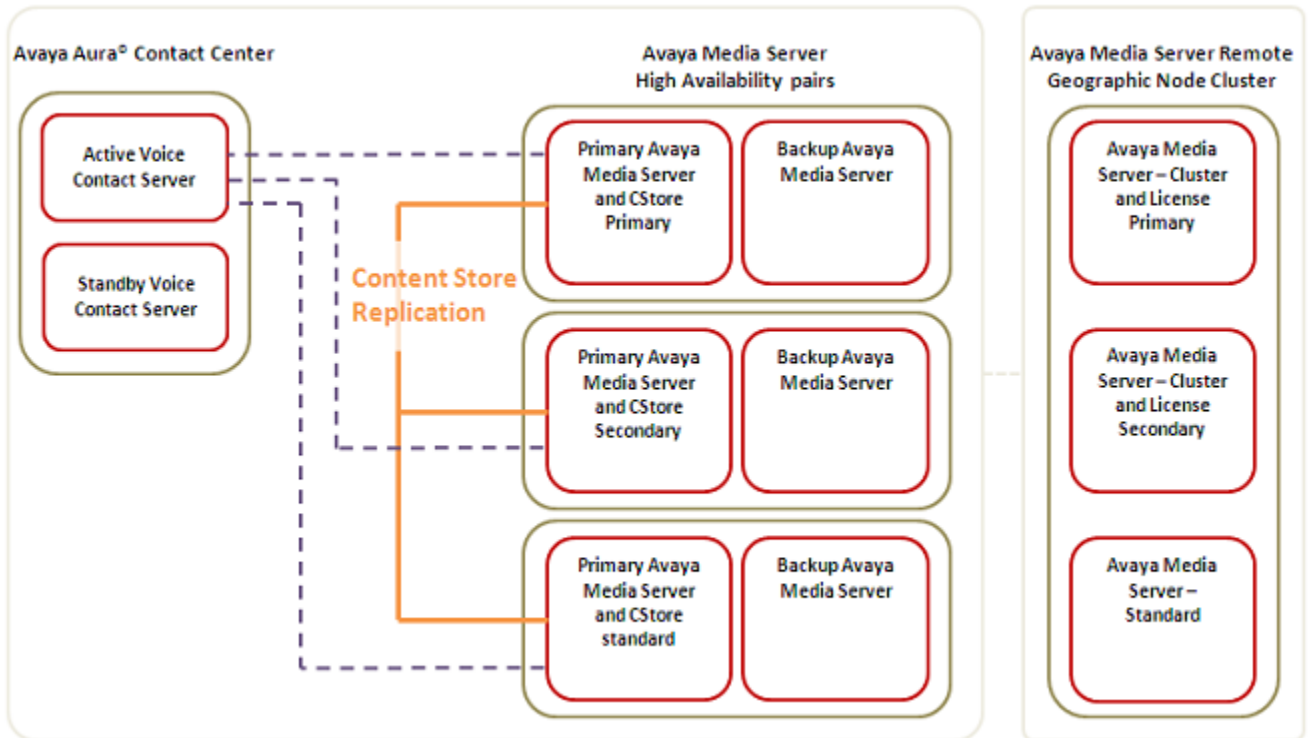 Avaya Aura© Contact Center
Active Voice
Contact Server
Standby Voice
Contact Server
Content Store
Replication
Avaya Media Server
High Availability pairs
Primary Avaya
Media Server
and CStore
Primary
Backup Avaya
Media Server
Primary Avaya
Media Server
and CStore
Secondary
Backup Avaya
Media Server
Primary Avaya
Media Server
and CStore
standard
Backup Avaya
Media Server
Avaya Media Server Remote
Geographic Node Cluster
Avaya Media
Server – Cluster
and License
Primary
Avaya Media
Server – Cluster
and License
Secondary
Avaya Media
Server –
Standard